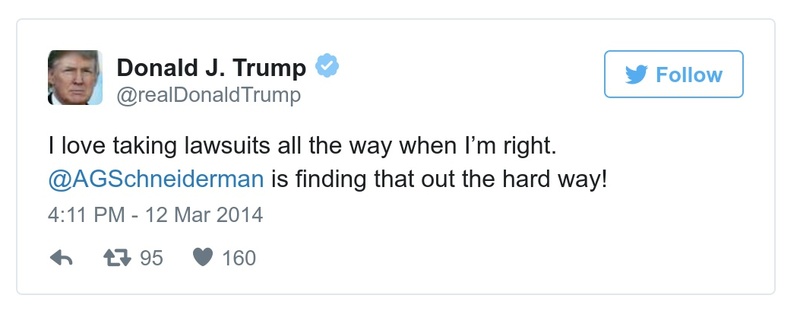 Donald J. Trump
Follow
@realDonaldTrump
I love taking lawsuits all the way when I'm right.
@AGSchneiderman is finding that out the hard way!
4:11 PM - 12 Mar 2014
95 160